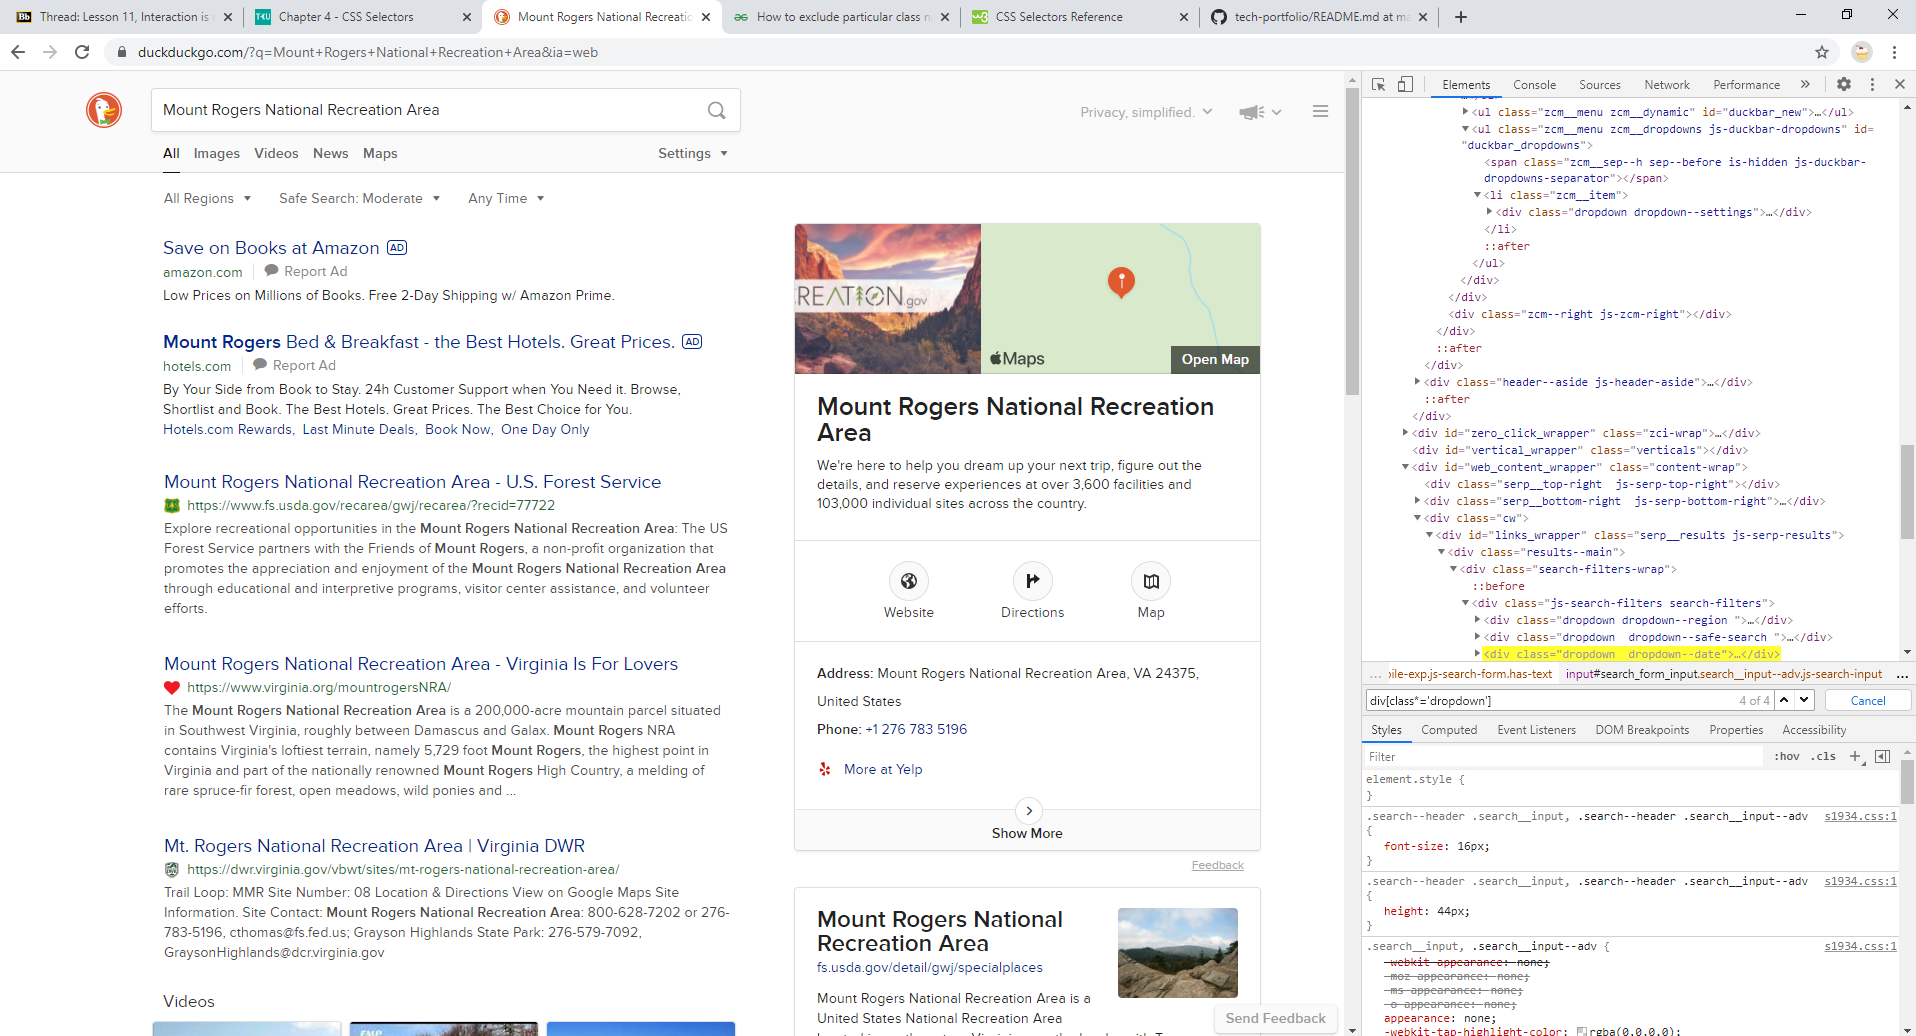 Thread: Lesson 11, Interaction is
Chapter 4 - CSS Selectors
Mount Rogers National Recreatio
How to exclude particular class n
CSS Selectors Reference
tech-portfolio/README.md at ma
duckduckgo.com/?q=Mount+Rogers+National+Recreation+Area&ia=web
Mount Rogers National Recreation Area
Privacy, simplified.
All Images Videos News Maps Settings
All Regions Safe Search: Moderate Any Time
Save on Books at Amazon AD
amazon.com Report Ad
Low Prices on Millions of Books. Free 2-Day Shipping w/ Amazon Prime.
Mount Rogers Bed & Breakfast - the Best Hotels. Great Prices. AD
hotels.com Report Ad
By Your Side from Book to Stay. 24h Customer Support when You Need it. Browse,
Shortlist and Book. The Best Hotels. Great Prices. The Best Choice for You.
Hotels.com Rewards, Last Minute Deals, Book Now, One Day Only
Mount Rogers National Recreation Area - U.S. Forest Service
https://www.fs.usda.gov/recarea/gwj/recarea/?recid=77722
Explore recreational opportunities in the Mount Rogers National Recreation Area: The US
Forest Service partners with the Friends of Mount Rogers, a non-profit organization that
promotes the appreciation and enjoyment of the Mount Rogers National Recreation Area
through educational and interpretive programs, visitor center assistance, and volunteer
efforts.
Mount Rogers National Recreation Area - Virginia Is For Lovers
https://www.virginia.org/mountrogersNRA/
The Mount Rogers National Recreation Area is a 200,000-acre mountain parcel situated
in Southwest Virginia, roughly between Damascus and Galax. Mount Rogers NRA
contains Virginia's loftiest terrain, namely 5,729 foot Mount Rogers, the highest point in
Virginia and part of the nationally renowned Mount Rogers High Country, a melding of
rare spruce-fir forest, open meadows, wild ponies and ...
Mt. Rogers National Recreation Area | Virginia DWR
https://dwr.virginia.gov/vbwt/sites/mt-rogers-national-recreation-area/
Trail Loop: MMR Site Number: 08 Location & Directions View on Google Maps Site
Information. Site Contact: Mount Rogers National Recreation Area: 800-628-7202 or 276-
783-5196, cthomas@fs.fed.us; Grayson Highlands State Park: 276-579-7092,
GraysonHighlands@dcr.virginia.gov
Videos
REATION.gov
Maps
Open Map
Mount Rogers National Recreation
Area
We're here to help you dream up your next trip, figure out the
details, and reserve experiences at over 3,600 facilities and
103,000 individual sites across the country.
Website Directions Map
Address: Mount Rogers National Recreation Area, VA 24375,
United States
Phone: +1 276 783 5196
More at Yelp
Show More
Feedback
Mount Rogers National
Recreation Area
fs.usda.gov/detail/gwj/specialplaces
Mount Rogers National Recreation Area is a
United States National Recreation
Send Feedback
Elements Console Sources Network Performance
<ul class="zcm__menu zcm__dynamic" id="duckbar_new">…</ul>
<ul class="zcm__menu zcm__dropdowns js-duckbar-dropdowns" id=
"duckbar_dropdowns">
<span class="zcm__sep--h sep--before is-hidden js-duckbar-
dropdowns-separator"></span>
<li class="zcm__item">
<div class="dropdown dropdown--settings">…</div>
</li>
::after
</ul>
</div>
</div>
<div class="zcm--right js-zcm-right"></div>
</div>
::after
</div>
<div class="header--aside js-header-aside">…</div>
::after
</div>
<div id="zero_click_wrapper" class="zci-wrap">…</div>
<div id="vertical_wrapper" class="verticals"></div>
<div id="web_content_wrapper" class="content-wrap">
<div class="serp__top-right  js-serp-top-right"></div>
<div class="serp__bottom-right  js-serp-bottom-right">…</div>
<div class="cw">
<div id="links_wrapper" class="serp__results js-serp-results">
<div class="results--main">
<div class="search-filters-wrap">
::before
<div class="js-search-filters search-filters">
<div class="dropdown dropdown--region ">…</div>
<div class="dropdown  dropdown--safe-search ">…</div>
<div class="dropdown  dropdown--date">…</div>
... bile-exp.js-search-form.has-text input#search_form_input.search__input--adv.js-search-input ...
div[class*='dropdown'] 4 of 4 Cancel
Styles Computed Event Listeners DOM Breakpoints Properties Accessibility
Filter :hov .cls
element.style {
}
.search--header .search__input, .search--header .search__input--adv s1934.css:1
{
font-size: 16px;
}
.search--header .search__input, .search--header .search__input--adv s1934.css:1
{
height: 44px;
}
.search__input, .search__input--adv { s1934.css:1
-webkit-appearance: none;
-moz-appearance: none;
-ms-appearance: none;
-o-appearance: none;
appearance: none;
-webkit-tap-highlight-color: rgba(0,0,0,0);